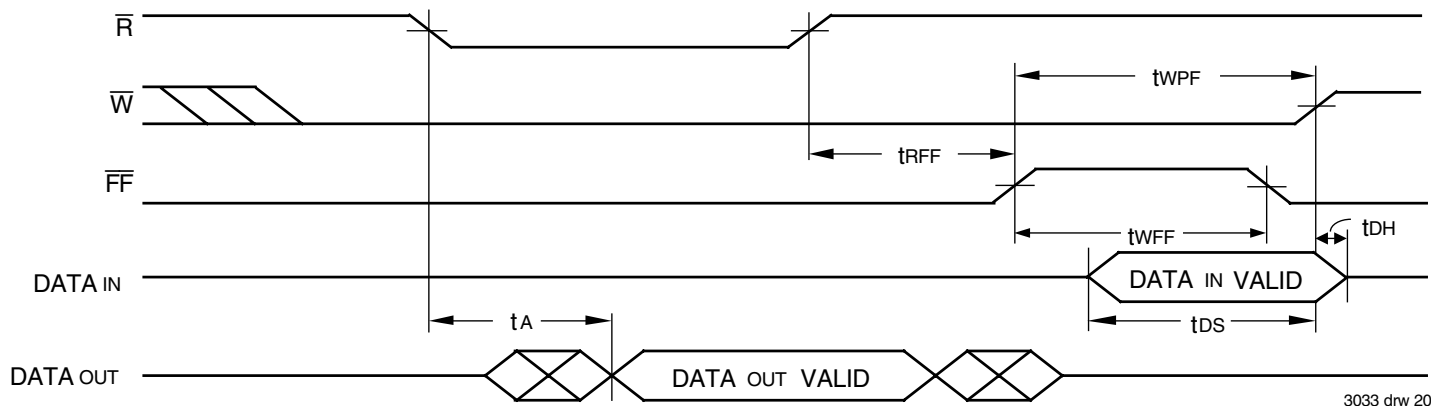 R̅
tWPF
W̅
tRFF
F̅F̅
tDH
tWFF
DATA IN
DATA IN VALID
tA
tDS
DATA OUT
DATA OUT VALID
3033 drw 20